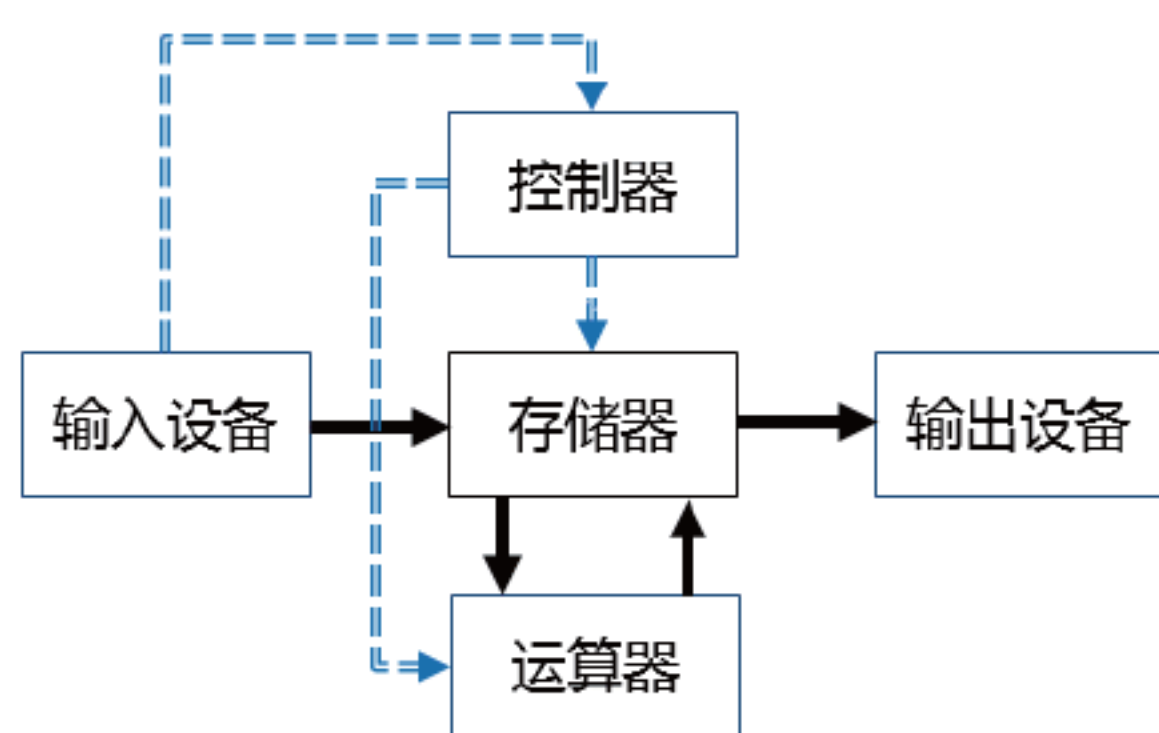 控制器
输入设备
存储器
输出设备
运算器